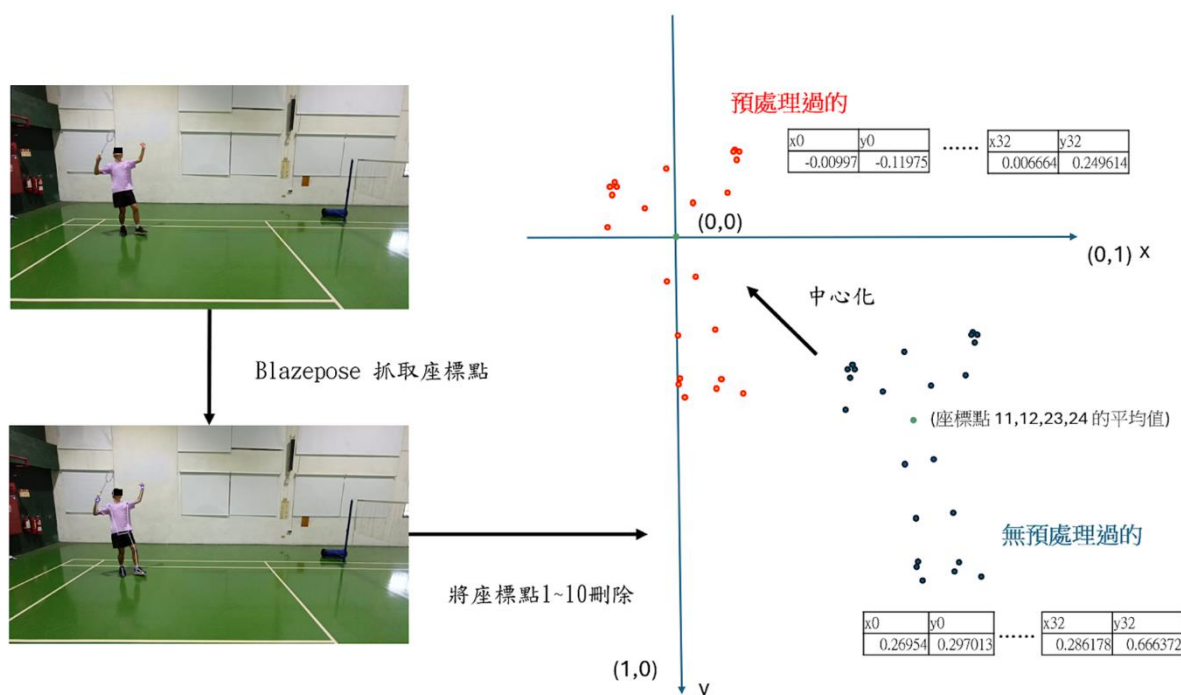 預處理過的
x0 y0 ...... x32 y32
-0.00997 -0.11975 0.006664 0.249614
(0,0)
(0,1) X
中心化
Blazepose 抓取座標點
(座標點 11,12,23,24 的平均值)
無預處理過的
將座標點1~10刪除
x0 y0 ...... x32 y32
0.26954 0.297013 0.286178 0.666372
(1,0)
y